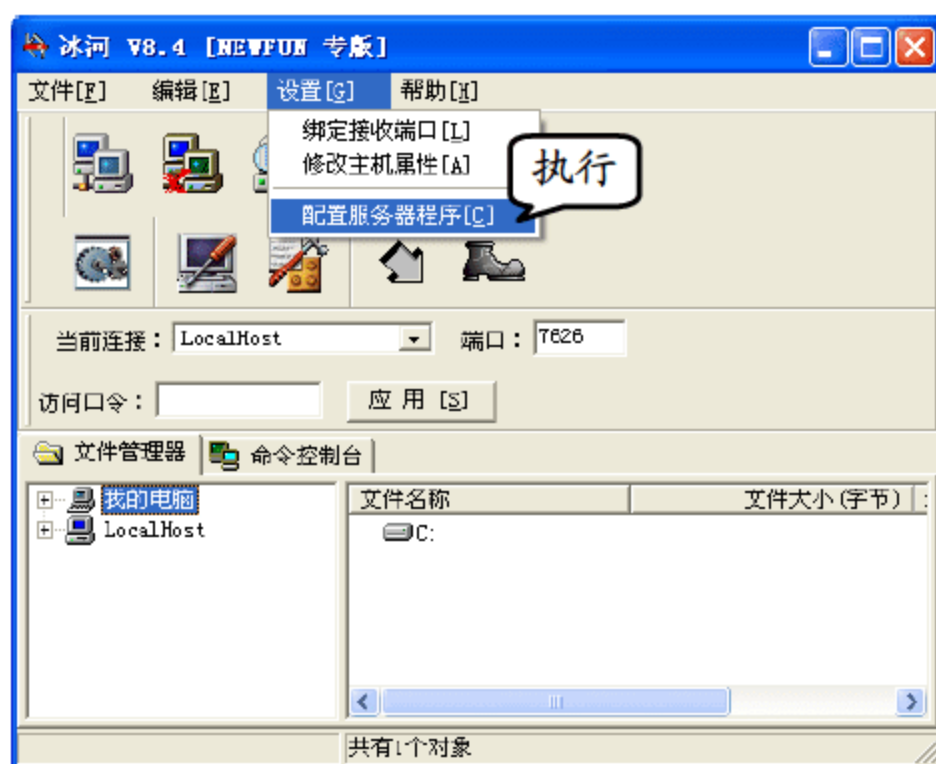 冰河 V8.4 [NEWFUN 专版]
文件[F] 编辑[E] 设置[G] 帮助[H]
绑定接收端口[L]
修改主机属性[A]
执行
配置服务器程序[C]
当前连接： LocalHost 端口： 7626
访问口令： 应 用 [S]
文件管理器 命令控制台
我的电脑 文件名称 文件大小(字节)
LocalHost C:
共有1个对象